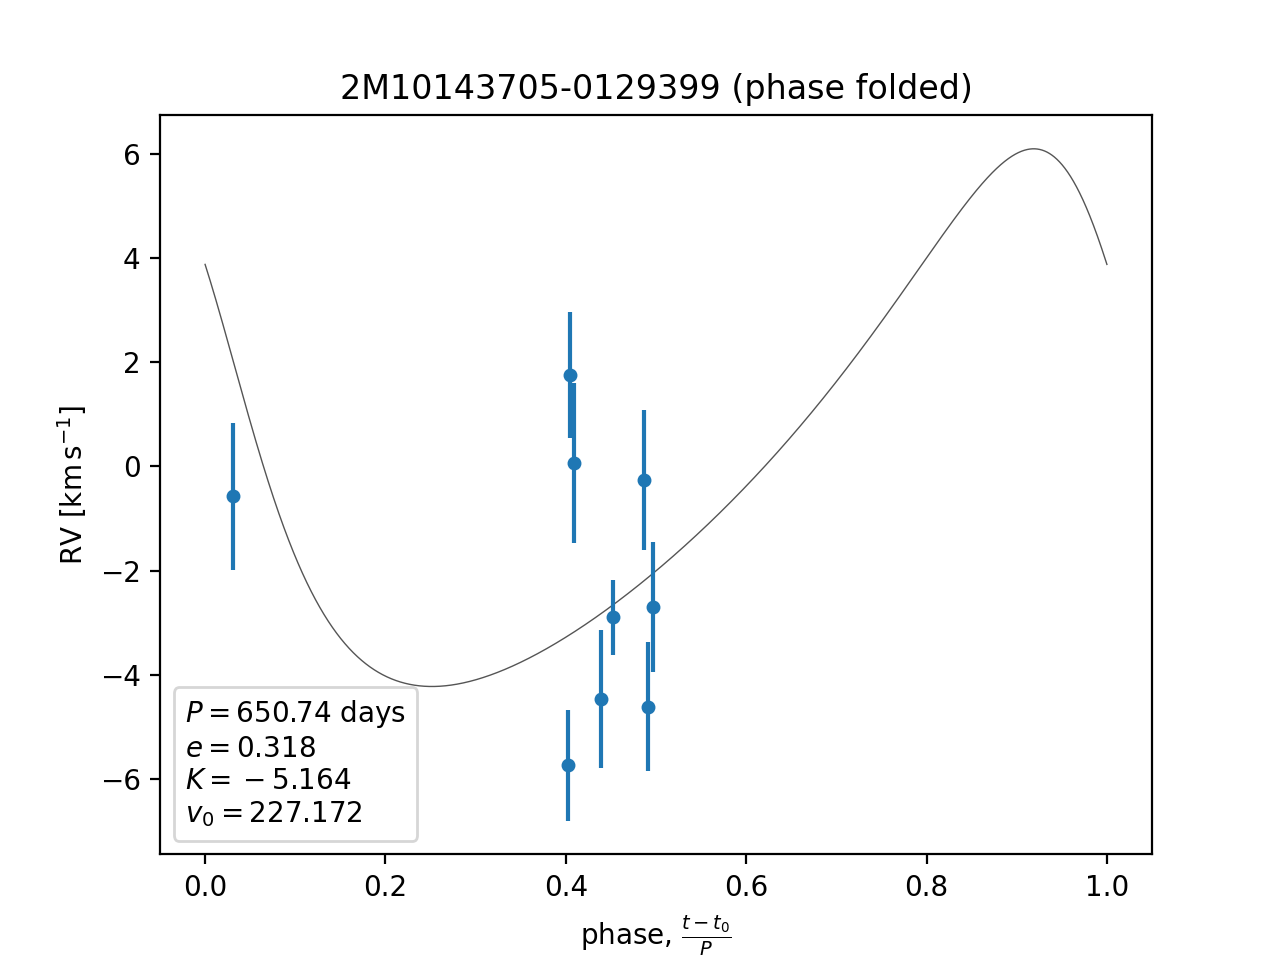 2M10143705-0129399 (phase folded)
RV [km s⁻¹]
6
4
2
0
−2
−4
−6
P = 650.74 days
e = 0.318
K = −5.164
v₀ = 227.172
0.0 0.2 0.4 0.6 0.8 1.0
phase, (t − t₀)/P